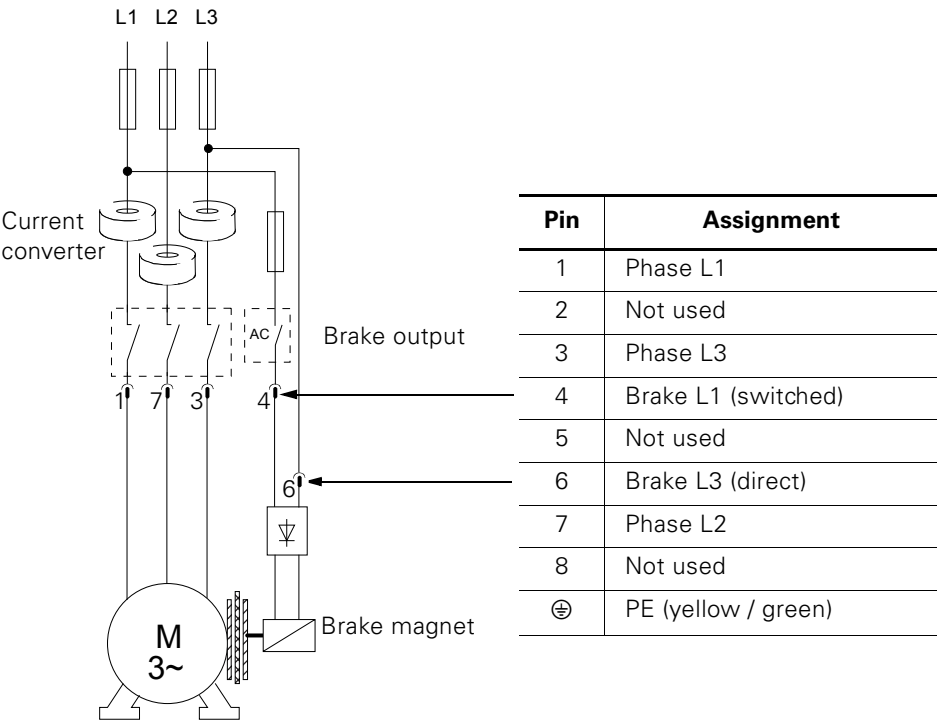 L1 L2 L3
Current
converter
AC
Brake output
1 7 3 4
6
M
3~
Brake magnet
Pin Assignment
1 Phase L1
2 Not used
3 Phase L3
4 Brake L1 (switched)
5 Not used
6 Brake L3 (direct)
7 Phase L2
8 Not used
⏚ PE (yellow / green)